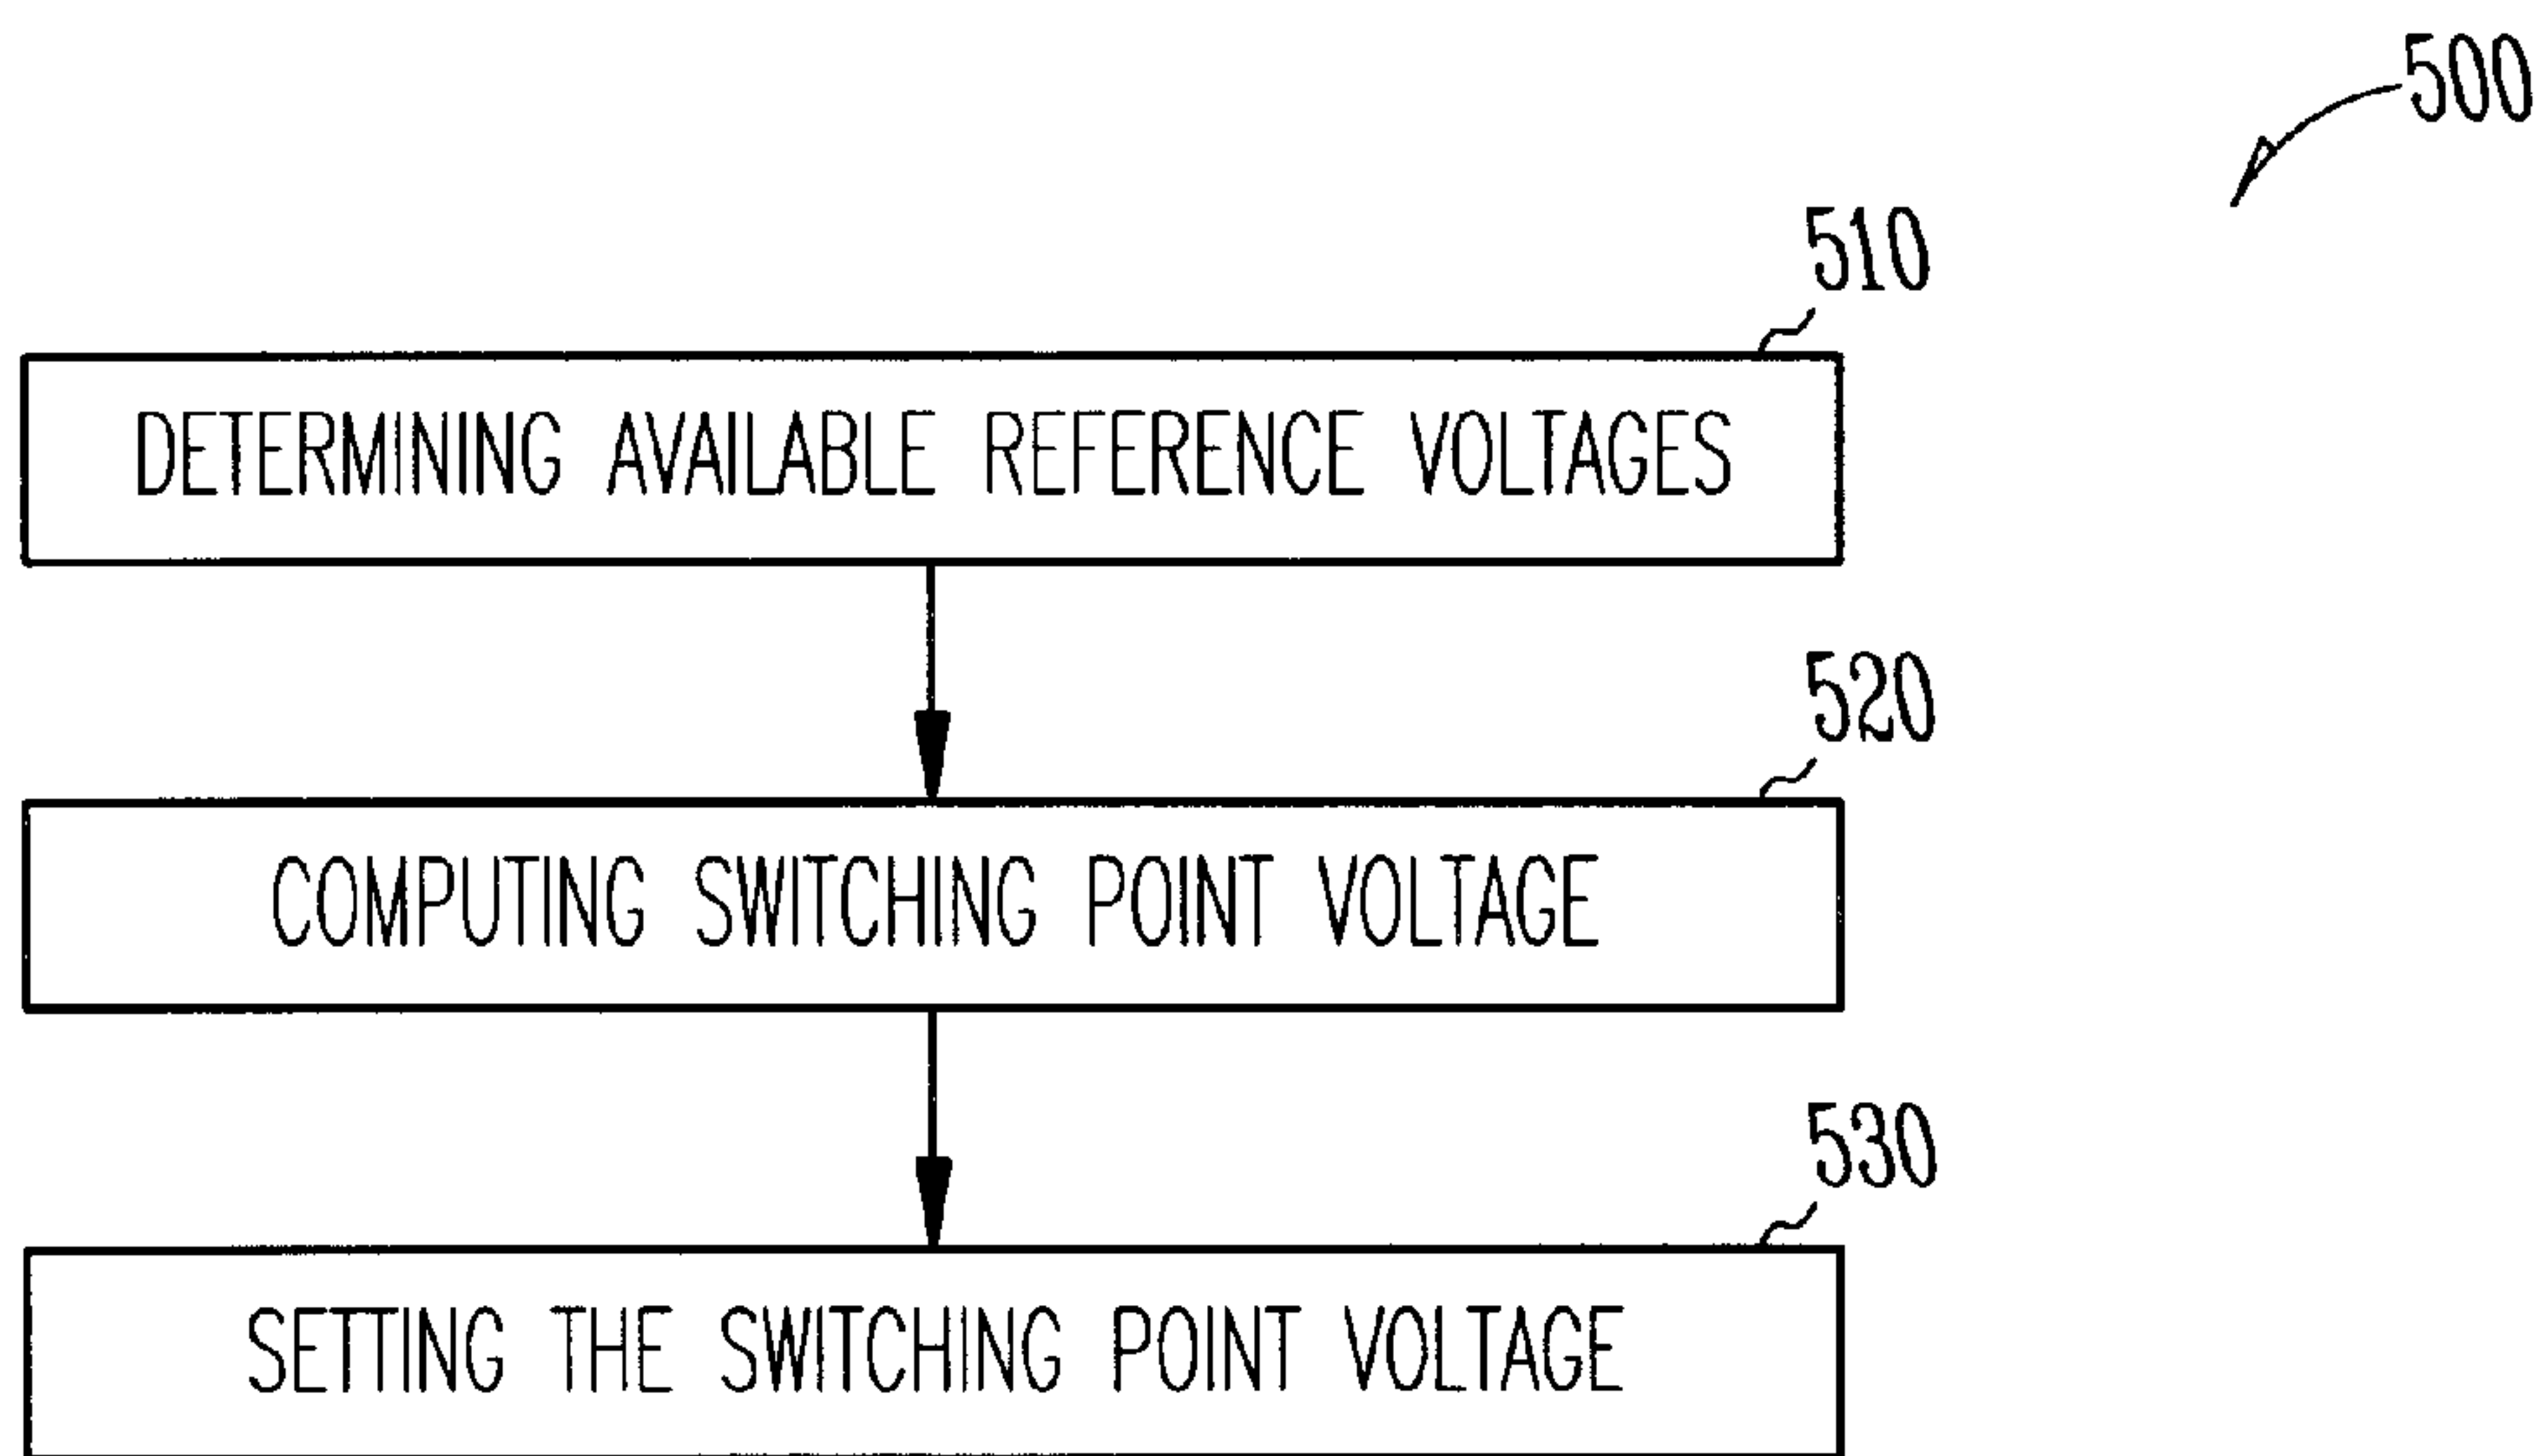 500
510
DETERMINING AVAILABLE REFERENCE VOLTAGES
520
COMPUTING SWITCHING POINT VOLTAGE
530
SETTING THE SWITCHING POINT VOLTAGE